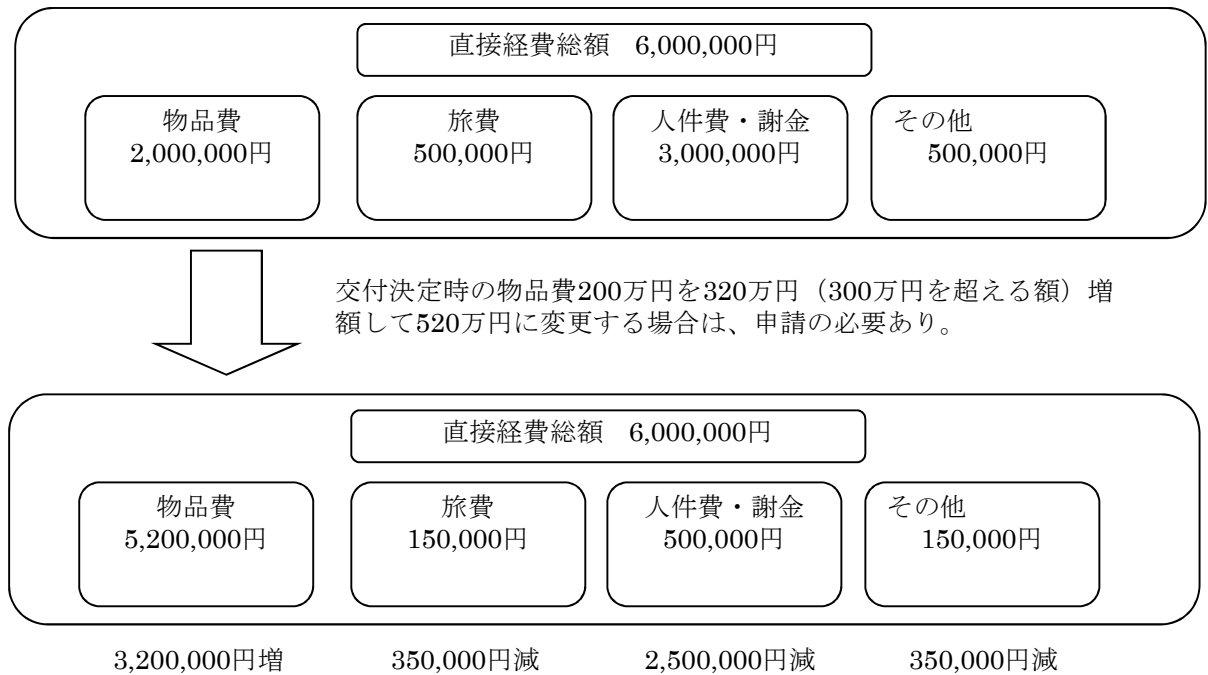 直接経費総額　6,000,000円
物品費
2,000,000円
旅費
500,000円
人件費・謝金
3,000,000円
その他
500,000円
交付決定時の物品費200万円を320万円（300万円を超える額）増
額して520万円に変更する場合は、申請の必要あり。
直接経費総額　6,000,000円
物品費
5,200,000円
旅費
150,000円
人件費・謝金
500,000円
その他
150,000円
3,200,000円増
350,000円減
2,500,000円減
350,000円減